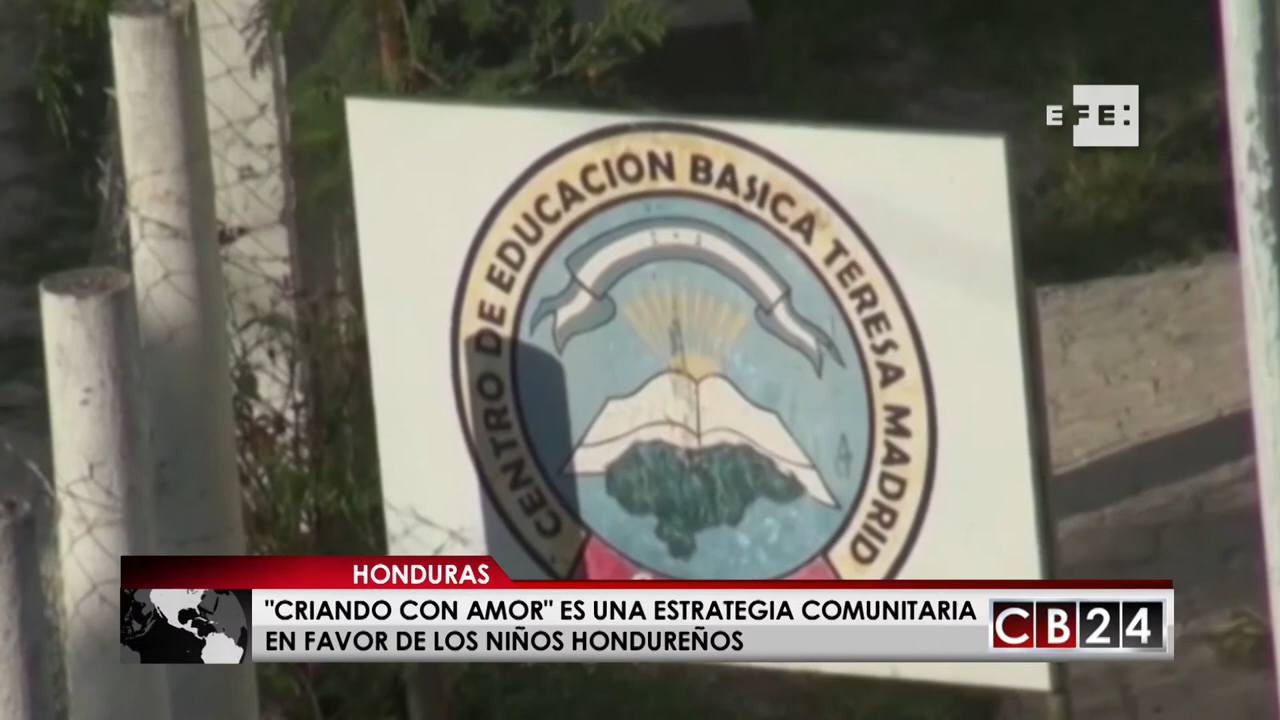 EFE:
CENTRO DE EDUCACION BASICA TERESA MADRID
HONDURAS
"CRIANDO CON AMOR" ES UNA ESTRATEGIA COMUNITARIA
EN FAVOR DE LOS NIÑOS HONDUREÑOS
CB24